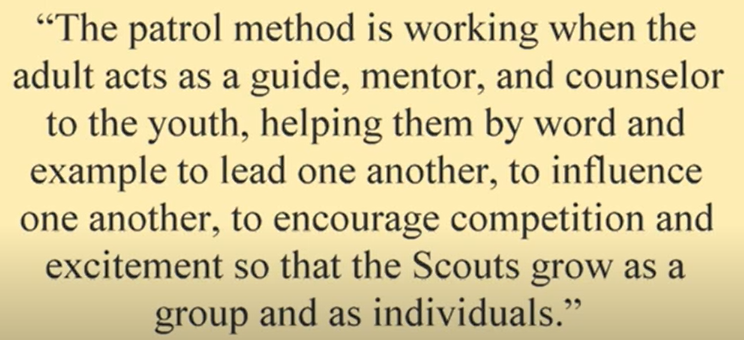 “The patrol method is working when the
adult acts as a guide, mentor, and counselor
to the youth, helping them by word and
example to lead one another, to influence
one another, to encourage competition and
excitement so that the Scouts grow as a
group and as individuals.”